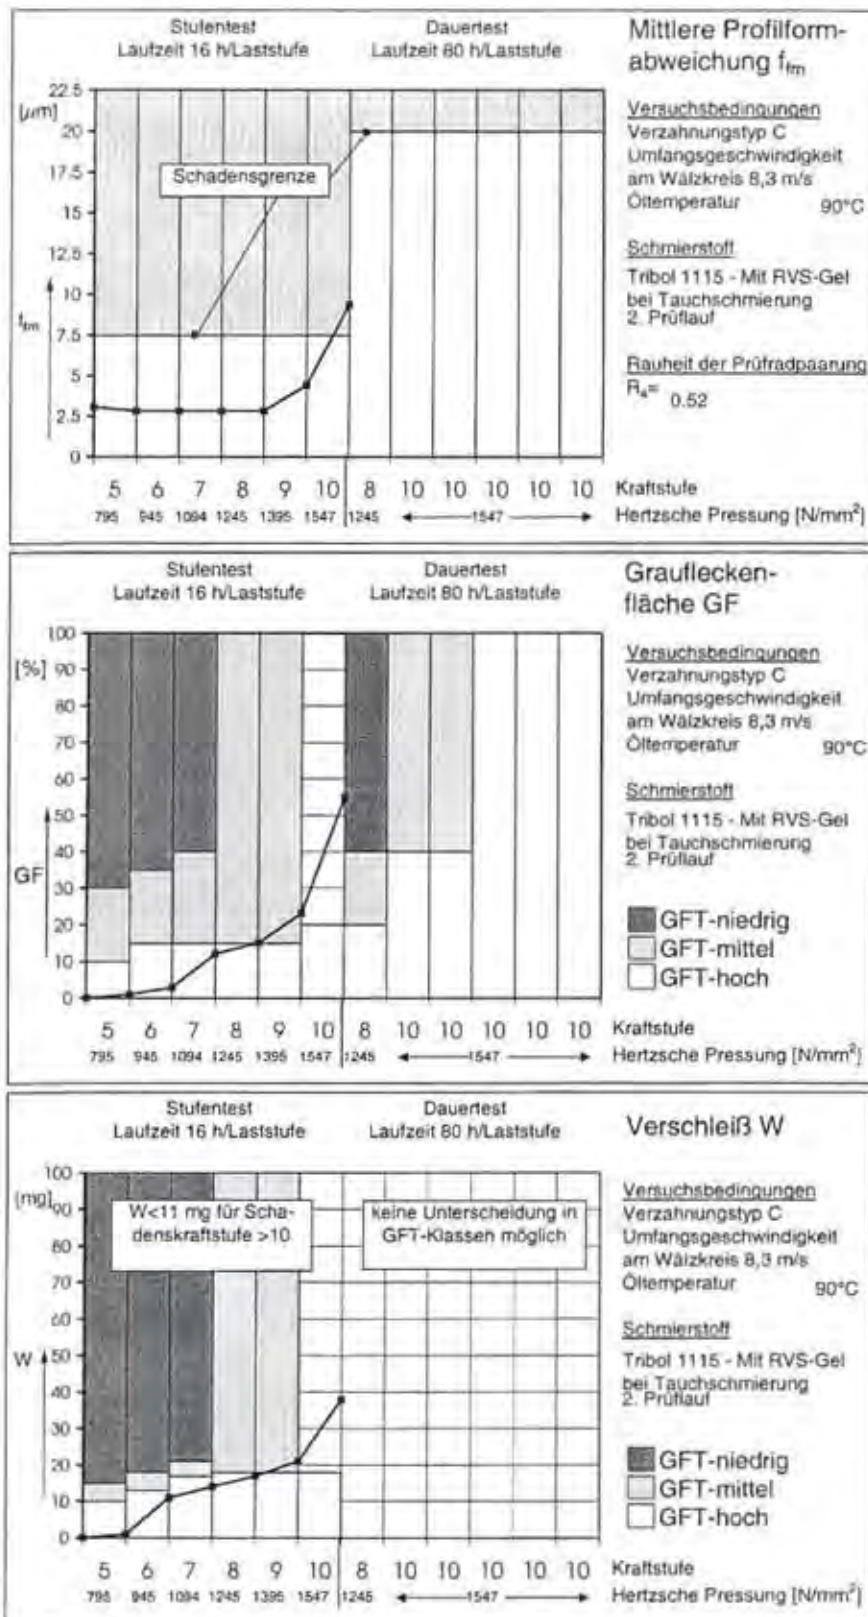 Stufentest
Laufzeit 16 h/Laststufe
Dauertest
Laufzeit 80 h/Laststufe
Mittlere Profilform-
abweichung ffm
22.5
[µm]
20
17.5
15
12.5
10
7.5
5
2.5
0
ffm
Schadensgrenze
Versuchsbedingungen
Verzahnungstyp C
Umfangsgeschwindigkeit
am Wälzkreis 8,3 m/s
Öltemperatur 90°C
Schmierstoff
Tribol 1115 - Mit RVS-Gel
bei Tauchschmierung
2. Prüflauf
Rauheit der Prüfradpaarung
Ra= 0.52
5 6 7 8 9 10 8 10 10 10 10 10 Kraftstufe
795 945 1094 1245 1395 1547 1245 1547 Hertzsche Pressung [N/mm²]
Stufentest
Laufzeit 16 h/Laststufe
Dauertest
Laufzeit 80 h/Laststufe
Grauflecken-
fläche GF
100
[%] 90
80
70
60
50
40
30
20
10
0
GF
Versuchsbedingungen
Verzahnungstyp C
Umfangsgeschwindigkeit
am Wälzkreis 8,3 m/s
Öltemperatur 90°C
Schmierstoff
Tribol 1115 - Mit RVS-Gel
bei Tauchschmierung
2. Prüflauf
GFT-niedrig
GFT-mittel
GFT-hoch
5 6 7 8 9 10 8 10 10 10 10 10 Kraftstufe
795 945 1094 1245 1395 1547 1245 1547 Hertzsche Pressung [N/mm²]
Stufentest
Laufzeit 16 h/Laststufe
Dauertest
Laufzeit 80 h/Laststufe
Verschleiß W
100
[mg] 90
80
70
60
50
40
30
20
10
0
W
W<11 mg für Scha-
denskraftstufe >10
keine Unterscheidung in
GFT-Klassen möglich
Versuchsbedingungen
Verzahnungstyp C
Umfangsgeschwindigkeit
am Wälzkreis 8,3 m/s
Öltemperatur 90°C
Schmierstoff
Tribol 1115 - Mit RVS-Gel
bei Tauchschmierung
2. Prüflauf
GFT-niedrig
GFT-mittel
GFT-hoch
5 6 7 8 9 10 8 10 10 10 10 10 Kraftstufe
795 945 1094 1245 1395 1547 1245 1547 Hertzsche Pressung [N/mm²]